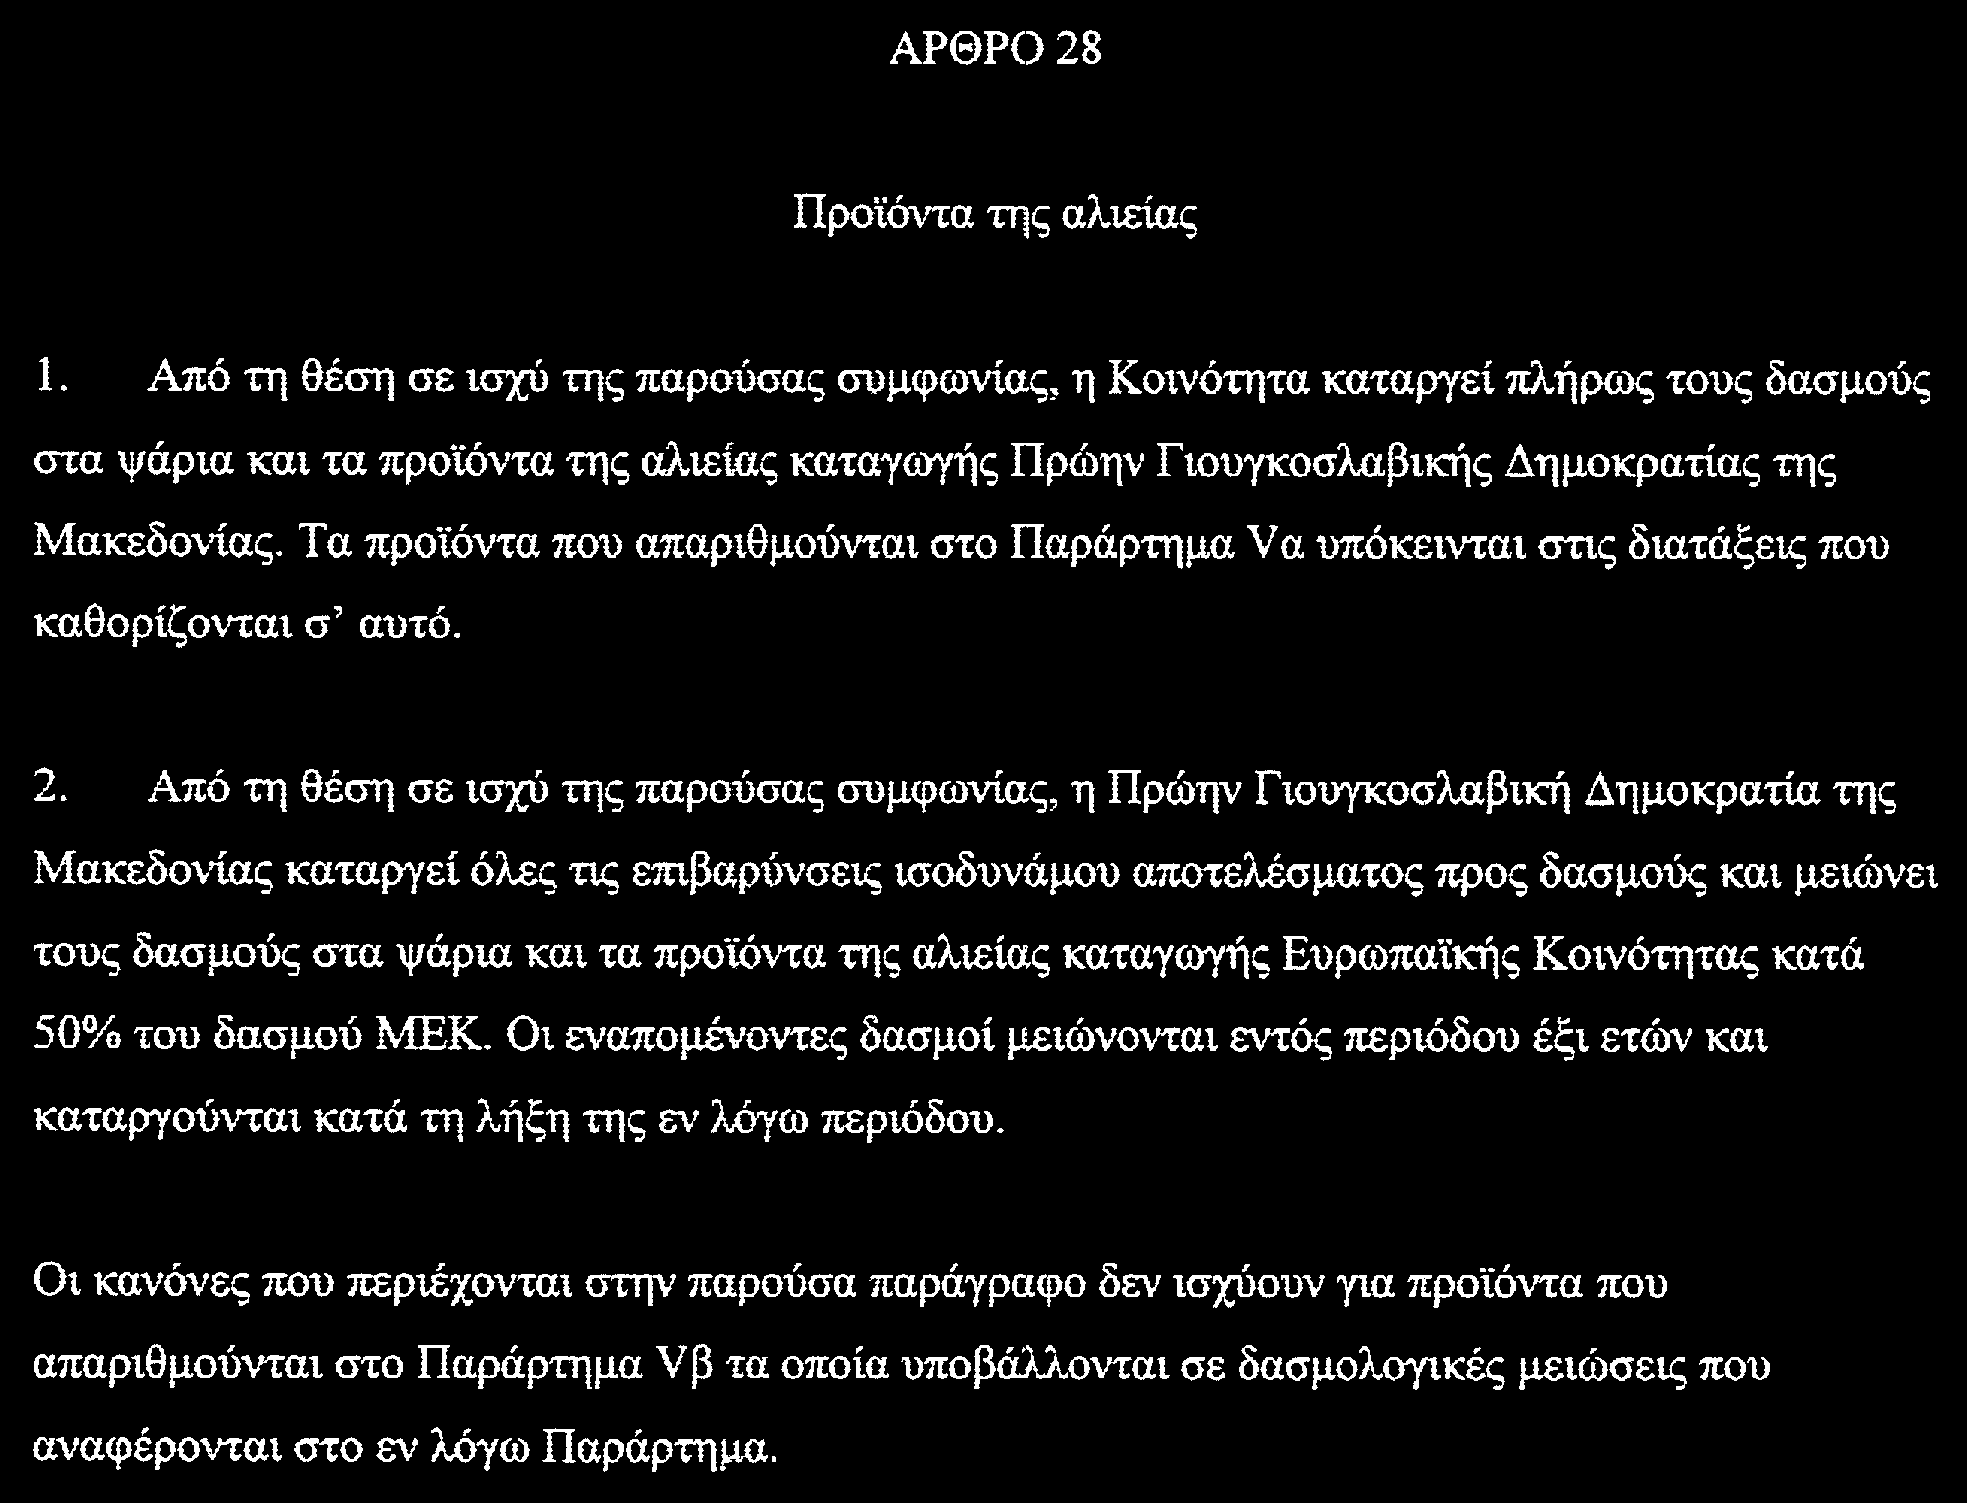 ΑΡΘΡΟ 28
Προϊόντα της αλιείας
1. Από τη θέση σε ισχύ της παρούσας συμφωνίας, η Κοινότητα καταργεί πλήρως τους δασμούς
στα ψάρια και τα προϊόντα της αλιείας καταγωγής Πρώην Γιουγκοσλαβικής Δημοκρατίας της
Μακεδονίας. Τα προϊόντα που απαριθμούνται στο Παράρτημα Vα υπόκεινται στις διατάξεις που
καθορίζονται σ’ αυτό.
2. Από τη θέση σε ισχύ της παρούσας συμφωνίας, η Πρώην Γιουγκοσλαβική Δημοκρατία της
Μακεδονίας καταργεί όλες τις επιβαρύνσεις ισοδυνάμου αποτελέσματος προς δασμούς και μειώνει
τους δασμούς στα ψάρια και τα προϊόντα της αλιείας καταγωγής Ευρωπαϊκής Κοινότητας κατά
50% του δασμού ΜΕΚ. Οι εναπομένοντες δασμοί μειώνονται εντός περιόδου έξι ετών και
καταργούνται κατά τη λήξη της εν λόγω περιόδου.
Οι κανόνες που περιέχονται στην παρούσα παράγραφο δεν ισχύουν για προϊόντα που
απαριθμούνται στο Παράρτημα Vβ τα οποία υποβάλλονται σε δασμολογικές μειώσεις που
αναφέρονται στο εν λόγω Παράρτημα.